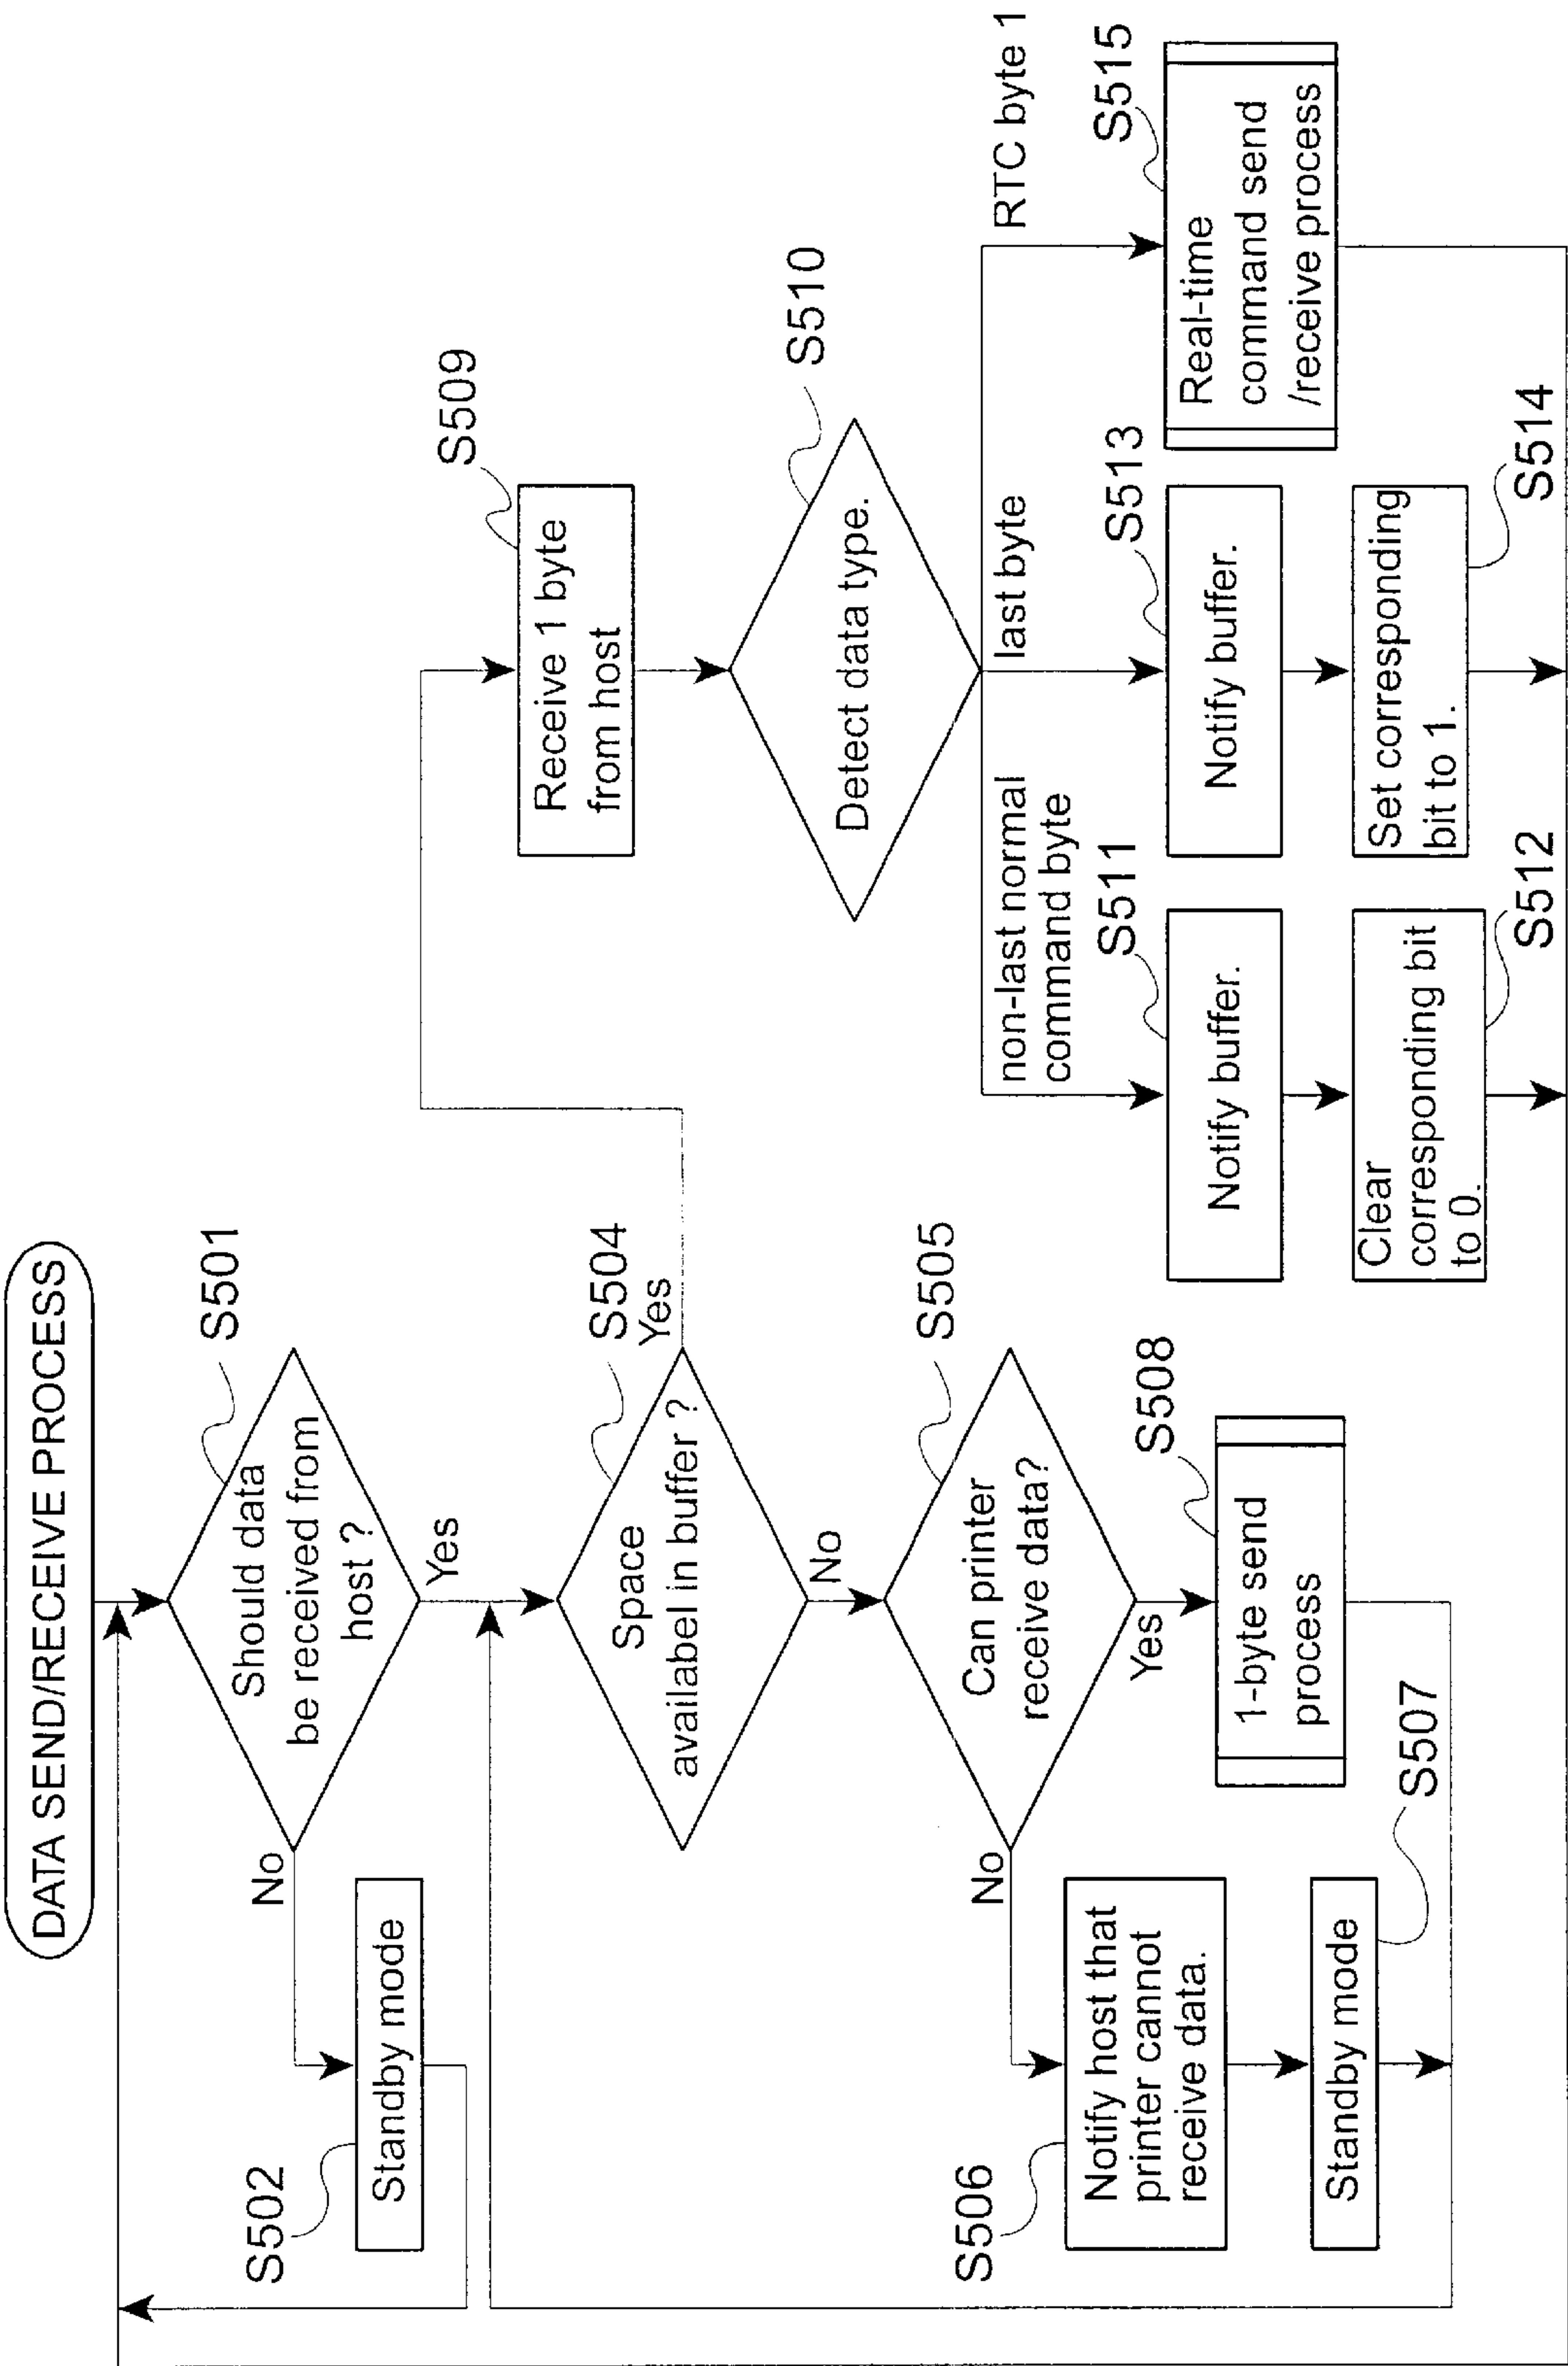 DATA SEND/RECEIVE PROCESS
S501
Should data
be received from
host ?
No
Yes
S502
Standby mode
S504
Space
availabel in buffer ?
Yes
No
S505
Can printer
receive data?
No
Yes
S506
Notify host that
printer cannot
receive data.
S507
Standby mode
S508
1-byte send
process
S509
Receive 1 byte
from host
S510
Detect data type.
non-last normal
command byte
last byte
RTC byte 1
S511
Notify buffer.
S512
Clear
corresponding bit
to 0.
S513
Notify buffer.
S514
Set corresponding
bit to 1.
S515
Real-time
command send
/receive process